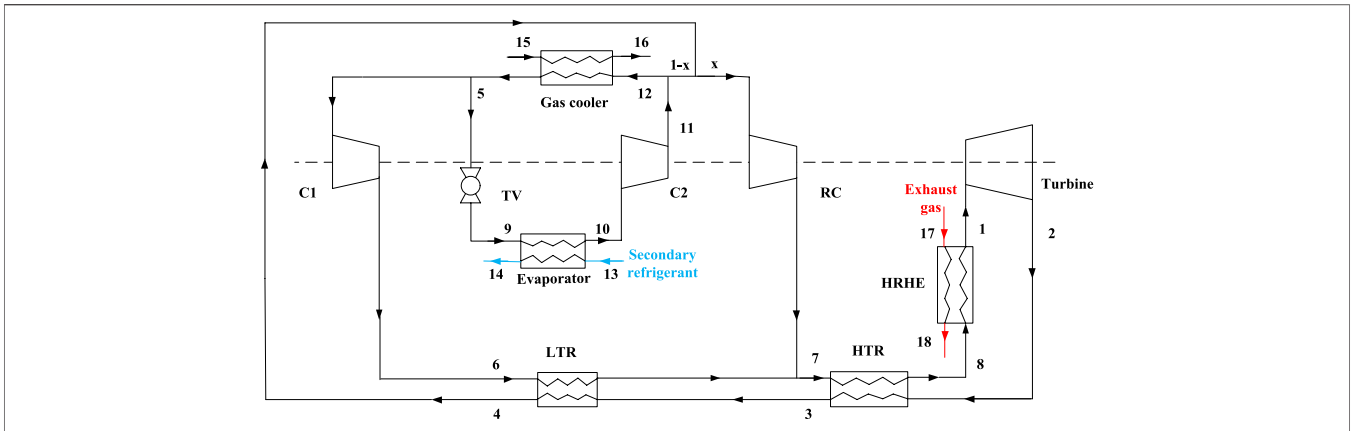 15
16
1-x
x
5
Gas cooler
12
11
C1
TV
C2
RC
Turbine
Exhaust
gas
9
10
17
1
2
Secondary
refrigerant
14
Evaporator
13
HRHE
18
LTR
HTR
6
7
8
4
3